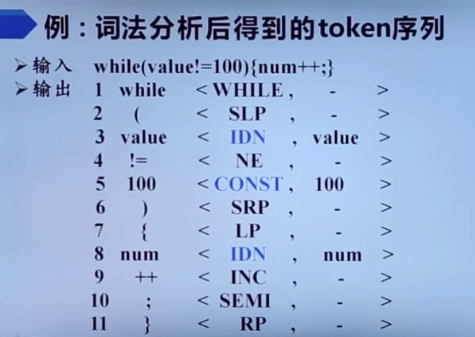 例：词法分析后得到的token序列
➢输入 while(value!=100){num++;}
➢输出 1 while < WHILE , - >
2 ( < SLP , - >
3 value < IDN , value >
4 != < NE , - >
5 100 < CONST , 100 >
6 ) < SRP , - >
7 { < LP , - >
8 num < IDN , num >
9 ++ < INC , - >
10 ; < SEMI , - >
11 } < RP , - >